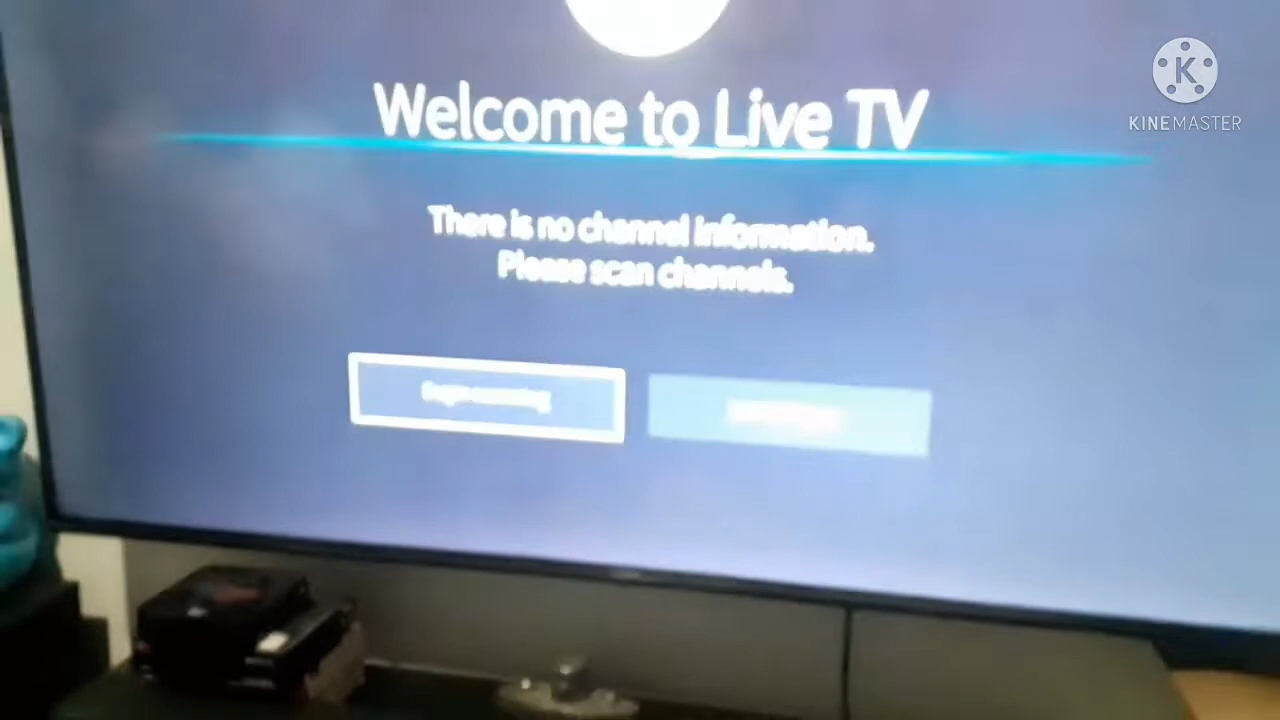 Welcome to Live TV
There is no channel information.
Please scan channels.
K
KINEMASTER